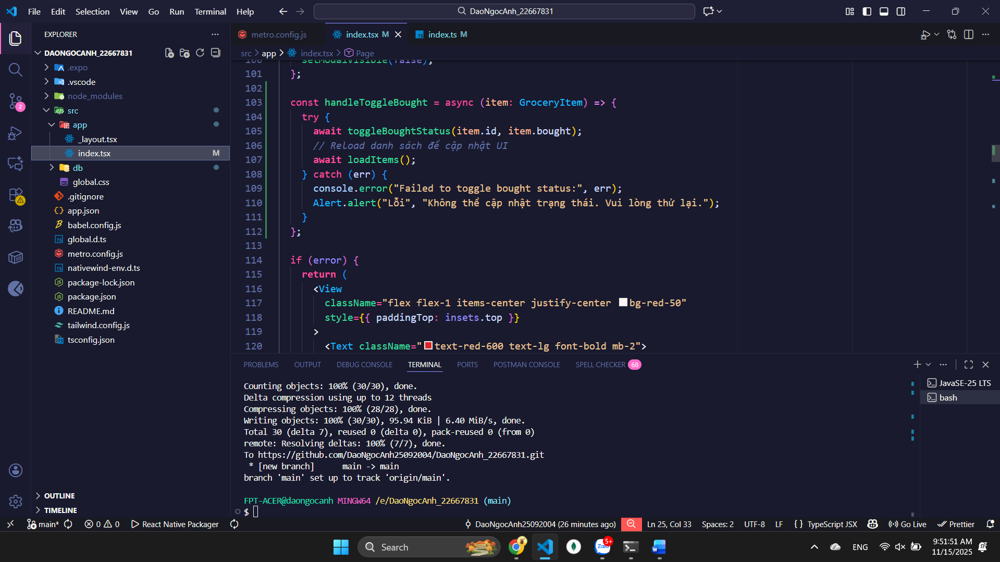 File Edit Selection View Go Run Terminal Help
DaoNgocAnh_22667831
EXPLORER
DAONGOCANH_22667831
.expo
.vscode
node_modules
src
app
_layout.tsx
index.tsx M
db
global.css
.gitignore
app.json
babel.config.js
global.d.ts
metro.config.js
nativewind-env.d.ts
package-lock.json
package.json
README.md
tailwind.config.js
tsconfig.json
OUTLINE
TIMELINE
2
metro.config.js index.tsx M index.ts M
src > app > index.tsx > Page
100 setModalVisible(false);
101 };
102
103 const handleToggleBought = async (item: GroceryItem) => {
104 try {
105 await toggleBoughtStatus(item.id, item.bought);
106 // Reload danh sách để cập nhật UI
107 await loadItems();
108 } catch (err) {
109 console.error("Failed to toggle bought status:", err);
110 Alert.alert("Lỗi", "Không thể cập nhật trạng thái. Vui lòng thử lại.");
111 }
112 };
113
114 if (error) {
115 return (
116 <View
117 className="flex flex-1 items-center justify-center bg-red-50"
118 style={{ paddingTop: insets.top }}
119 >
120 <Text className="text-red-600 text-lg font-bold mb-2">
PROBLEMS OUTPUT DEBUG CONSOLE TERMINAL PORTS POSTMAN CONSOLE SPELL CHECKER 68
Counting objects: 100% (30/30), done.
Delta compression using up to 12 threads
Compressing objects: 100% (28/28), done.
Writing objects: 100% (30/30), 95.94 KiB | 6.40 MiB/s, done.
Total 30 (delta 7), reused 0 (delta 0), pack-reused 0 (from 0)
remote: Resolving deltas: 100% (7/7), done.
To https://github.com/DaoNgocAnh25092004/DaoNgocAnh_22667831.git
* [new branch] main -> main
branch 'main' set up to track 'origin/main'.
FPT-ACER@daongocanh MINGW64 /e/DaoNgocAnh_22667831 (main)
$
JavaSE-25 LTS
bash
main* 0 0 React Native Packager DaoNgocAnh25092004 (26 minutes ago) Ln 25, Col 33 Spaces: 2 UTF-8 LF {} TypeScript JSX Go Live Prettier
Search
Zalo
5+
ENG
9:51:51 AM
11/15/2025